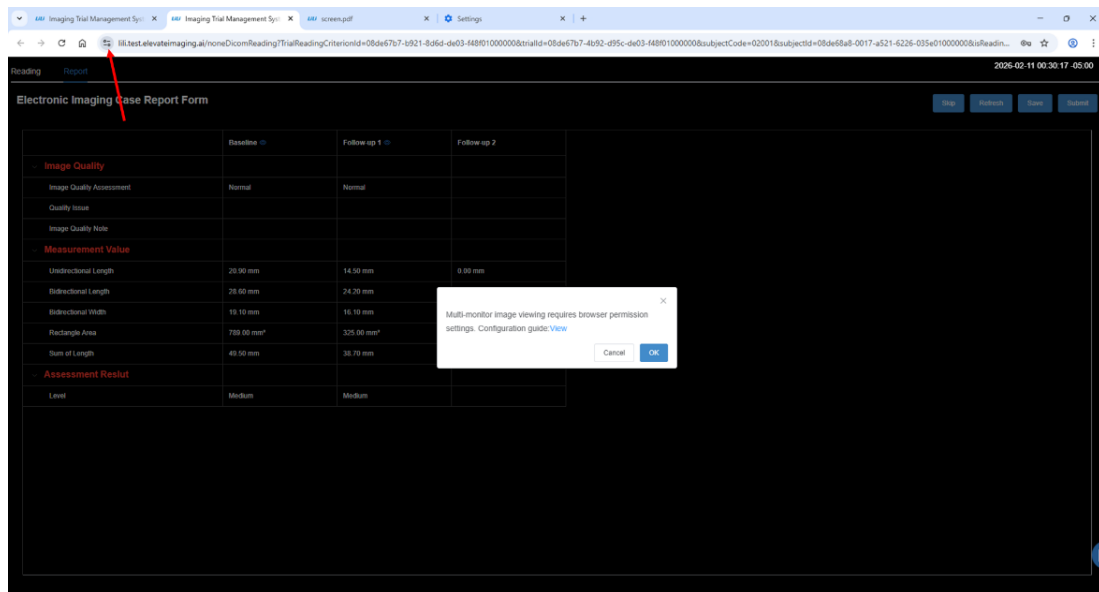 Imaging Trial Management Sys
Imaging Trial Management Sys
screen.pdf
Settings
lili.test.elevateimaging.ai/noneDicomReading?TrialReadingCriterionId=08de67b7-b921-8d6d-de03-f48f01000000&trialId=08de67b7-4b92-d95c-de03-f48f01000000&subjectCode=02001&subjectId=08de68a8-0017-a521-6226-035e01000000&isReadin...
Reading Report
2026-02-11 00:30:17 -05:00
Electronic Imaging Case Report Form
Skip Refresh Save Submit
Baseline Follow-up 1 Follow-up 2
Image Quality
Image Quality Assessment Normal Normal
Quality Issue
Image Quality Note
Measurement Value
Unidirectional Length 20.90 mm 14.50 mm 0.00 mm
Bidirectional Length 28.60 mm 24.20 mm
Bidirectional Width 19.10 mm 16.10 mm
Rectangle Area 789.00 mm² 325.00 mm²
Sum of Length 49.50 mm 38.70 mm
Assessment Reslut
Level Medium Medium
Multi-monitor image viewing requires browser permission
settings. Configuration guide:View
Cancel OK